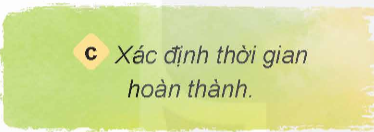 C Xác định thời gian
hoàn thành.